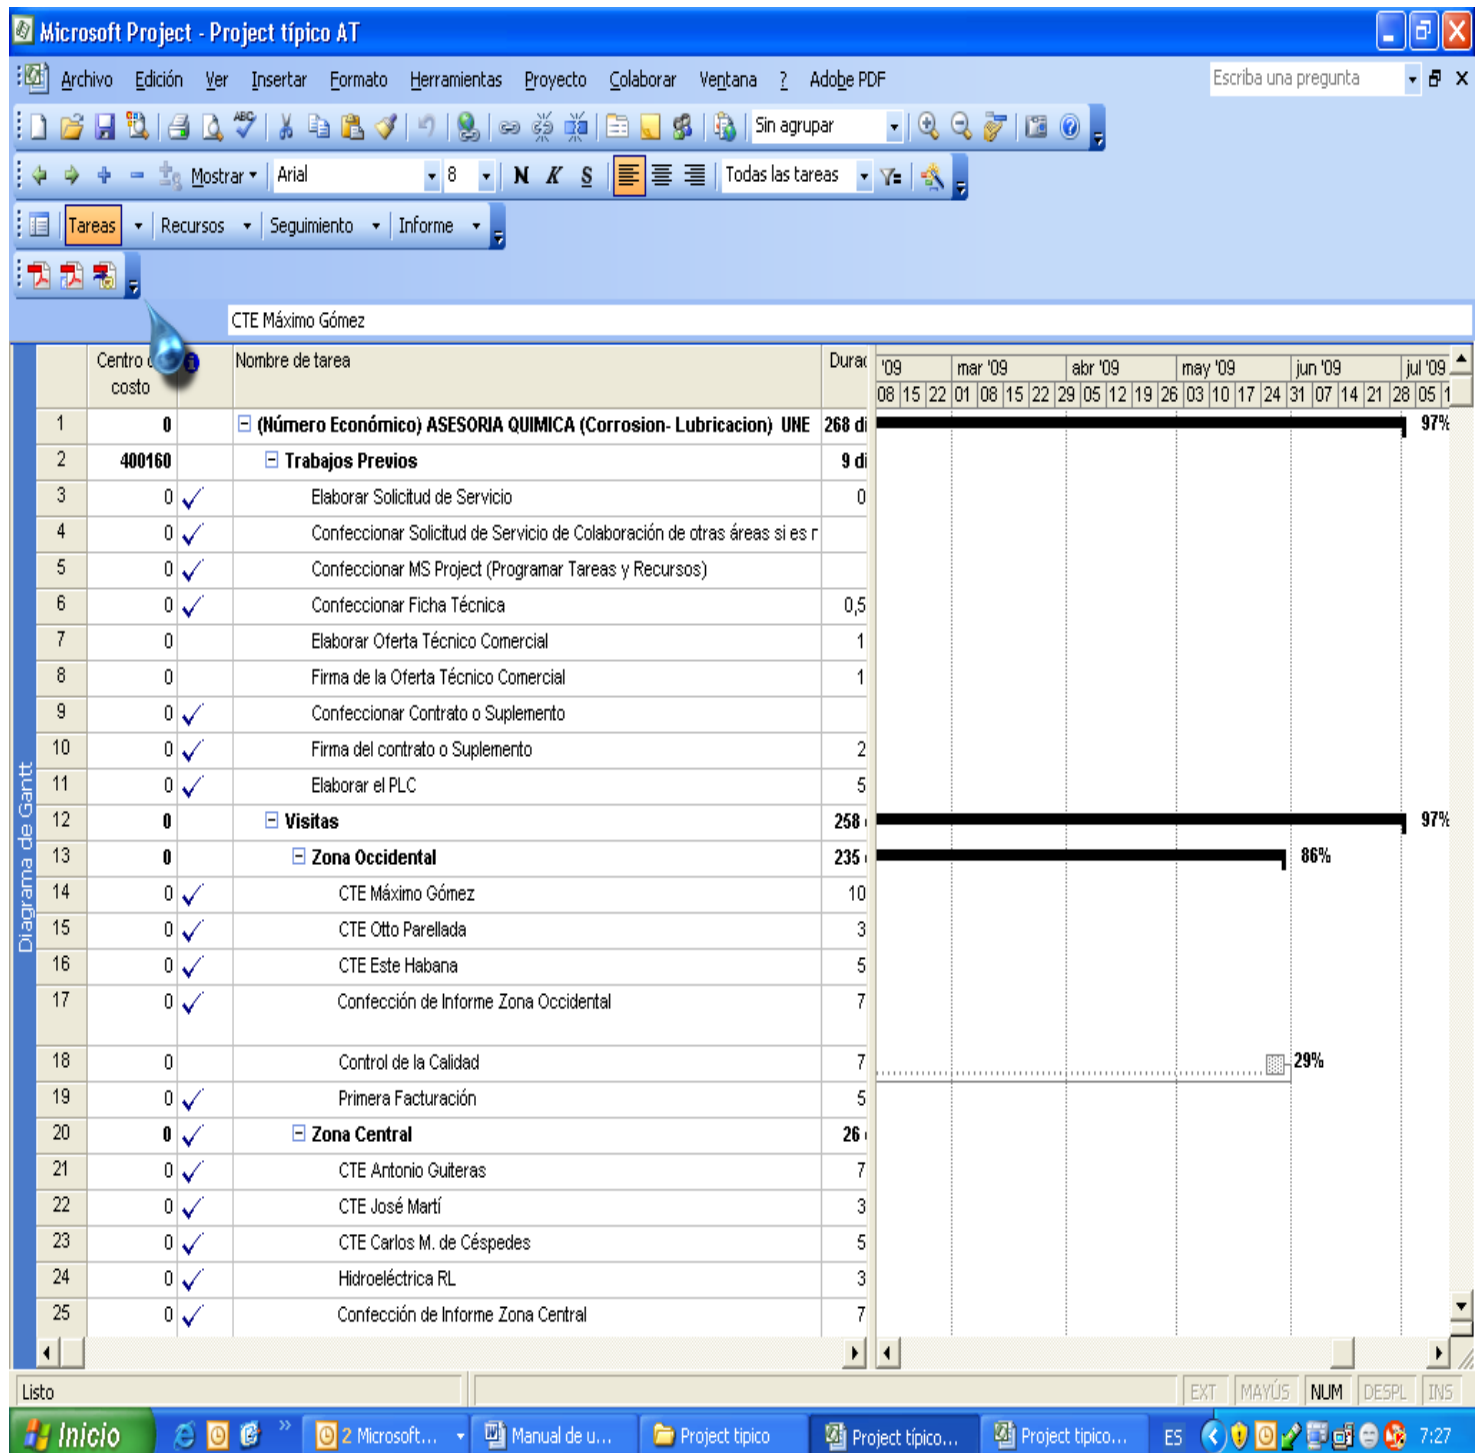 Microsoft Project - Project típico AT
Archivo Edición Ver Insertar Formato Herramientas Proyecto Colaborar Ventana ? Adobe PDF Escriba una pregunta
ABC Sin agrupar
Mostrar Arial 8 N K S Todas las tareas
Tareas Recursos Seguimiento Informe
CTE Máximo Gómez
Centro costo Nombre de tarea Durac '09 mar '09 abr '09 may '09 jun '09 jul '09
08 15 22 01 08 15 22 29 05 12 19 26 03 10 17 24 31 07 14 21 28 05 1
1 0 (Número Económico) ASESORIA QUIMICA (Corrosion- Lubricacion) UNE 268 di 97%
2 400160 Trabajos Previos 9 di
3 0 Elaborar Solicitud de Servicio 0
4 0 Confeccionar Solicitud de Servicio de Colaboración de otras áreas si es
5 0 Confeccionar MS Project (Programar Tareas y Recursos)
6 0 Confeccionar Ficha Técnica 0,5
7 0 Elaborar Oferta Técnico Comercial 1
8 0 Firma de la Oferta Técnico Comercial 1
9 0 Confeccionar Contrato o Suplemento
10 0 Firma del contrato o Suplemento 2
11 0 Elaborar el PLC 5
12 0 Visitas 258 97%
13 0 Zona Occidental 235 86%
14 0 CTE Máximo Gómez 10
15 0 CTE Otto Parellada 3
16 0 CTE Este Habana 5
17 0 Confección de Informe Zona Occidental 7
18 0 Control de la Calidad 7 29%
19 0 Primera Facturación 5
20 0 Zona Central 26
21 0 CTE Antonio Guiteras 7
22 0 CTE José Martí 3
23 0 CTE Carlos M. de Céspedes 5
24 0 Hidroeléctrica RL 3
25 0 Confección de Informe Zona Central 7
Diagrama de Gantt
Listo EXT MAYÚS NUM DESPL INS
Inicio 2 Microsoft... Manual de u... Project tipico Project típico... Project tipico... ES 7:27